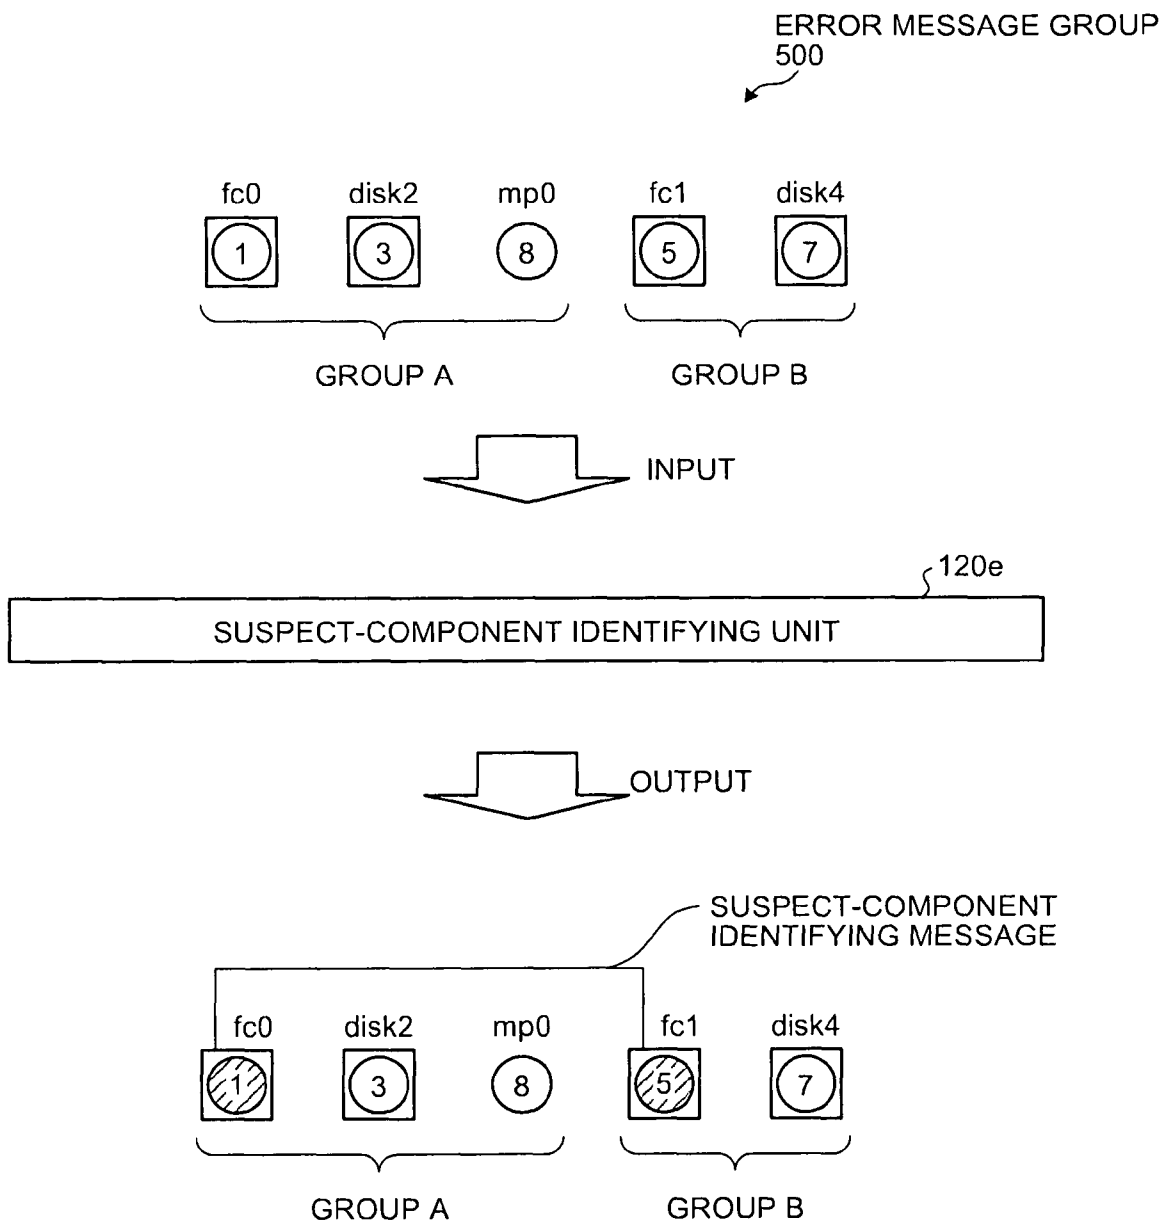 ERROR MESSAGE GROUP
500
fc0 disk2 mp0 fc1 disk4
1 3 8 5 7
GROUP A GROUP B
INPUT
120e
SUSPECT-COMPONENT IDENTIFYING UNIT
OUTPUT
SUSPECT-COMPONENT
IDENTIFYING MESSAGE
fc0 disk2 mp0 fc1 disk4
1 3 8 5 7
GROUP A GROUP B